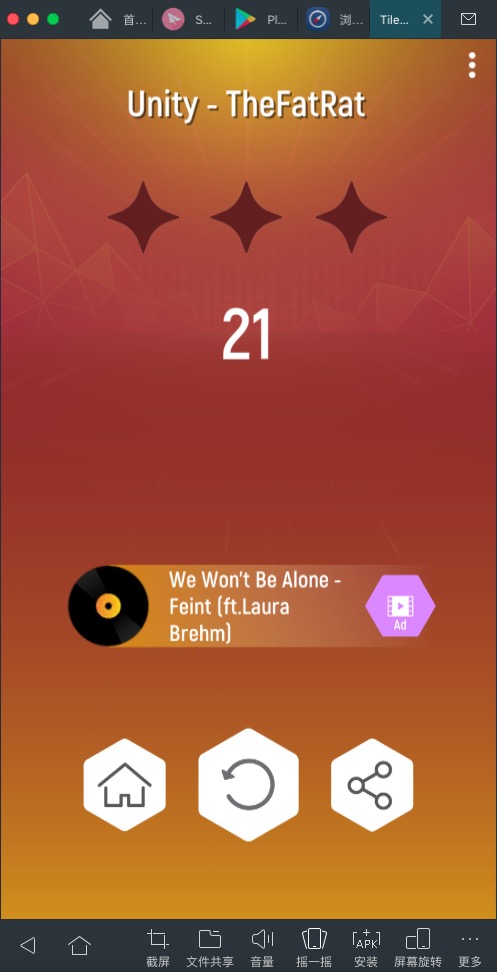 首... S... Pl... 浏... Tile...
Unity - TheFatRat
21
We Won't Be Alone -
Feint (ft.Laura
Brehm)
Ad
APK
截屏 文件共享 音量 摇一摇 安装 屏幕旋转 更多